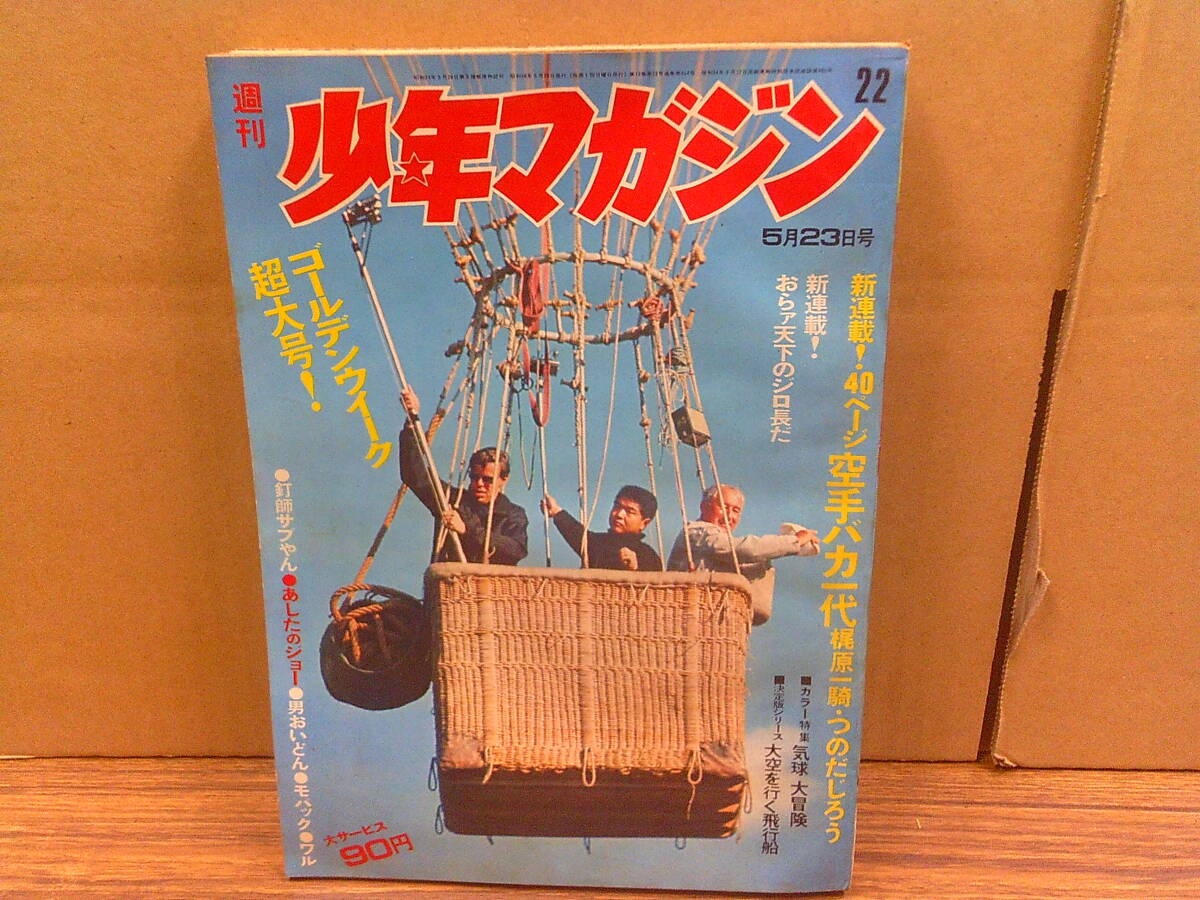 週刊
少年マガジン
22
5月23日号
新連載!40ページ 空手バカ一代 梶原一騎・つのだじろう
新連載!
おらァ天下のジロ長だ
ゴールデンウィーク
超大号!
●釘師サブやん●あしたのジョー●男おいどん●モハック●ワル
■カラー特集 気球 大冒険
■決定版シリーズ 大空を行く飛行船
大サービス
90円